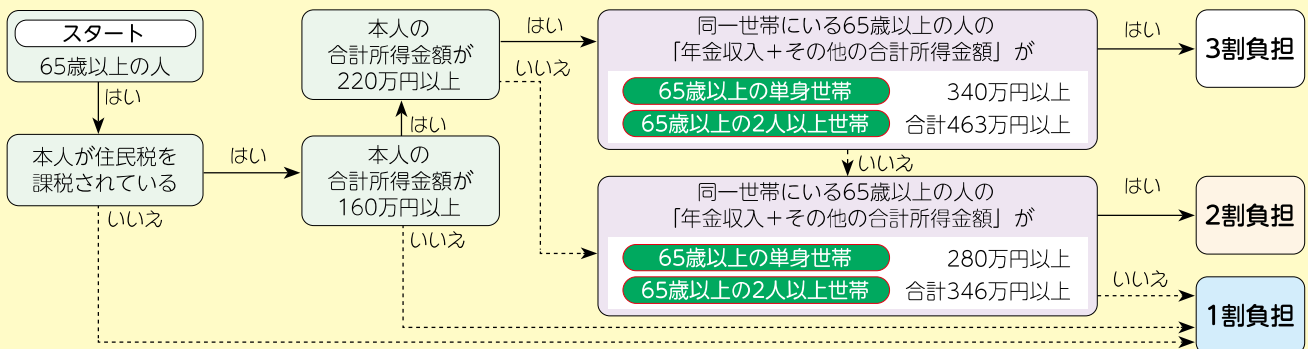 スタート
65歳以上の人
はい
本人が住民税を
課税されている
はい
いいえ
本人の
合計所得金額が
160万円以上
はい
いいえ
本人の
合計所得金額が
220万円以上
はい
いいえ
同一世帯にいる65歳以上の人の
「年金収入＋その他の合計所得金額」が
65歳以上の単身世帯 340万円以上
65歳以上の2人以上世帯 合計463万円以上
はい
3割負担
いいえ
同一世帯にいる65歳以上の人の
「年金収入＋その他の合計所得金額」が
65歳以上の単身世帯 280万円以上
65歳以上の2人以上世帯 合計346万円以上
はい
2割負担
いいえ
1割負担